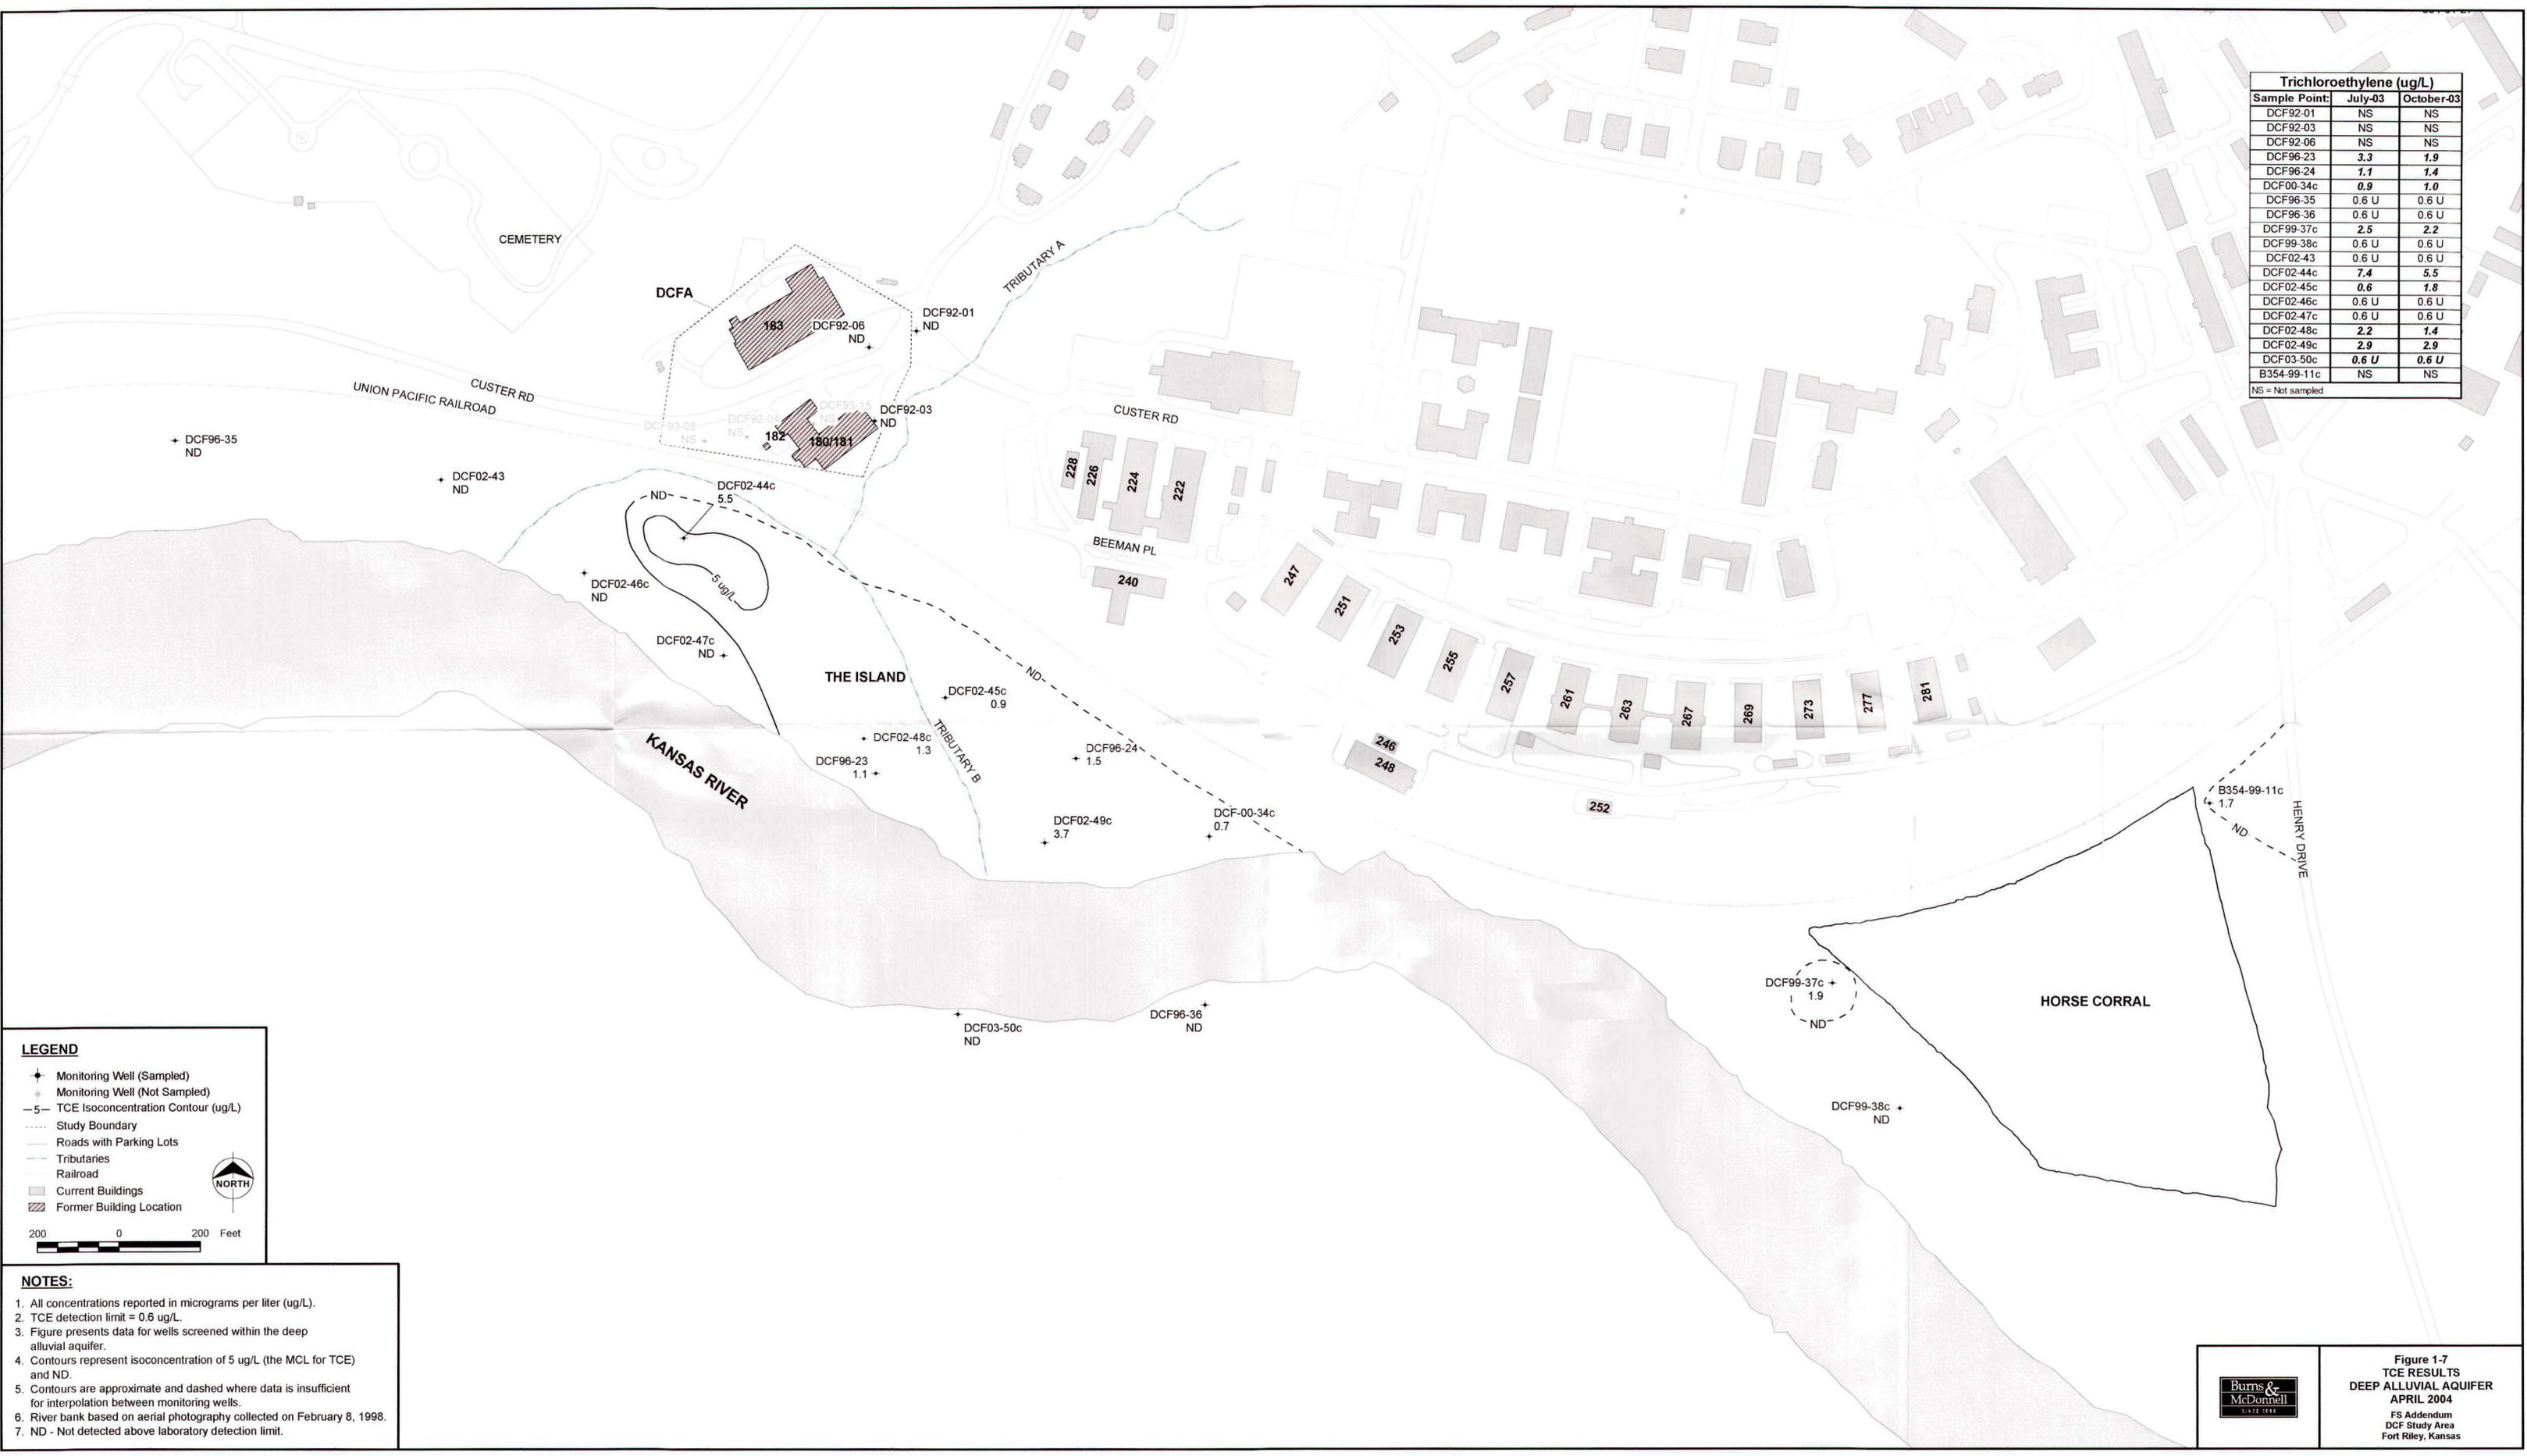 Trichloroethylene (ug/L)
Sample Point: July-03 October-03
DCF92-01 NS NS
DCF92-03 NS NS
DCF92-06 NS NS
DCF96-23 3.3 1.9
DCF96-24 1.1 1.4
DCF00-34c 0.9 1.0
DCF96-35 0.6 U 0.6 U
DCF96-36 0.6 U 0.6 U
DCF99-37c 2.5 2.2
DCF99-38c 0.6 U 0.6 U
DCF02-43 0.6 U 0.6 U
DCF02-44c 7.4 5.5
DCF02-45c 0.6 1.8
DCF02-46c 0.6 U 0.6 U
DCF02-47c 0.6 U 0.6 U
DCF02-48c 2.2 1.4
DCF02-49c 2.9 2.9
DCF03-50c 0.6 U 0.6 U
B354-99-11c NS NS
NS = Not sampled
CEMETERY
DCFA
TRIBUTARY A
183
DCF92-06
ND
DCF92-01
ND
CUSTER RD
UNION PACIFIC RAILROAD
DCF93-08
NS
DCF92-04
NS
DCF93-15
NS
182
180/181
DCF92-03
ND
CUSTER RD
DCF96-35
ND
DCF02-43
ND
228
226
224
222
ND
DCF02-44c
5.5
BEEMAN PL
240
5 ug/L
DCF02-46c
ND
247
251
253
255
257
261
263
267
269
273
277
281
DCF02-47c
ND
THE ISLAND
ND
DCF02-45c
0.9
TRIBUTARY B
DCF02-48c
1.3
DCF96-23
1.1
DCF96-24
1.5
246
248
252
KANSAS RIVER
DCF02-49c
3.7
DCF-00-34c
0.7
B354-99-11c
1.7
ND
HENRY DRIVE
DCF99-37c
1.9
ND
HORSE CORRAL
DCF03-50c
ND
DCF96-36
ND
DCF99-38c
ND
LEGEND
Monitoring Well (Sampled)
Monitoring Well (Not Sampled)
5 TCE Isoconcentration Contour (ug/L)
Study Boundary
Roads with Parking Lots
Tributaries
Railroad
Current Buildings
Former Building Location
NORTH
200 0 200 Feet
NOTES:
1. All concentrations reported in micrograms per liter (ug/L).
2. TCE detection limit = 0.6 ug/L.
3. Figure presents data for wells screened within the deep
alluvial aquifer.
4. Contours represent isoconcentration of 5 ug/L (the MCL for TCE)
and ND.
5. Contours are approximate and dashed where data is insufficient
for interpolation between monitoring wells.
6. River bank based on aerial photography collected on February 8, 1998.
7. ND - Not detected above laboratory detection limit.
Burns &
McDonnell
SINCE 1898
Figure 1-7
TCE RESULTS
DEEP ALLUVIAL AQUIFER
APRIL 2004
FS Addendum
DCF Study Area
Fort Riley, Kansas